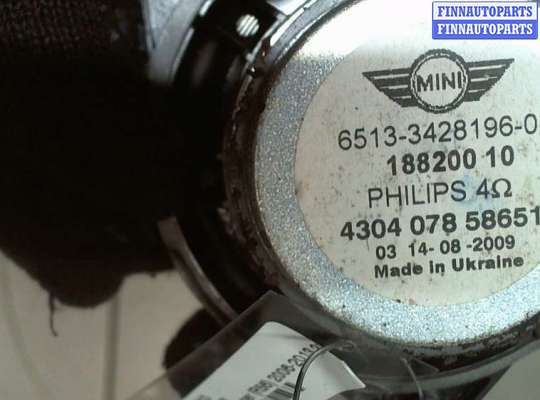 FINNAUTOPARTS
FINNAUTOPARTS
MINI
6513-3428196-0
188200 10
PHILIPS 4Ω
4304 078 58651
03 14-08-2009
Made in Ukraine